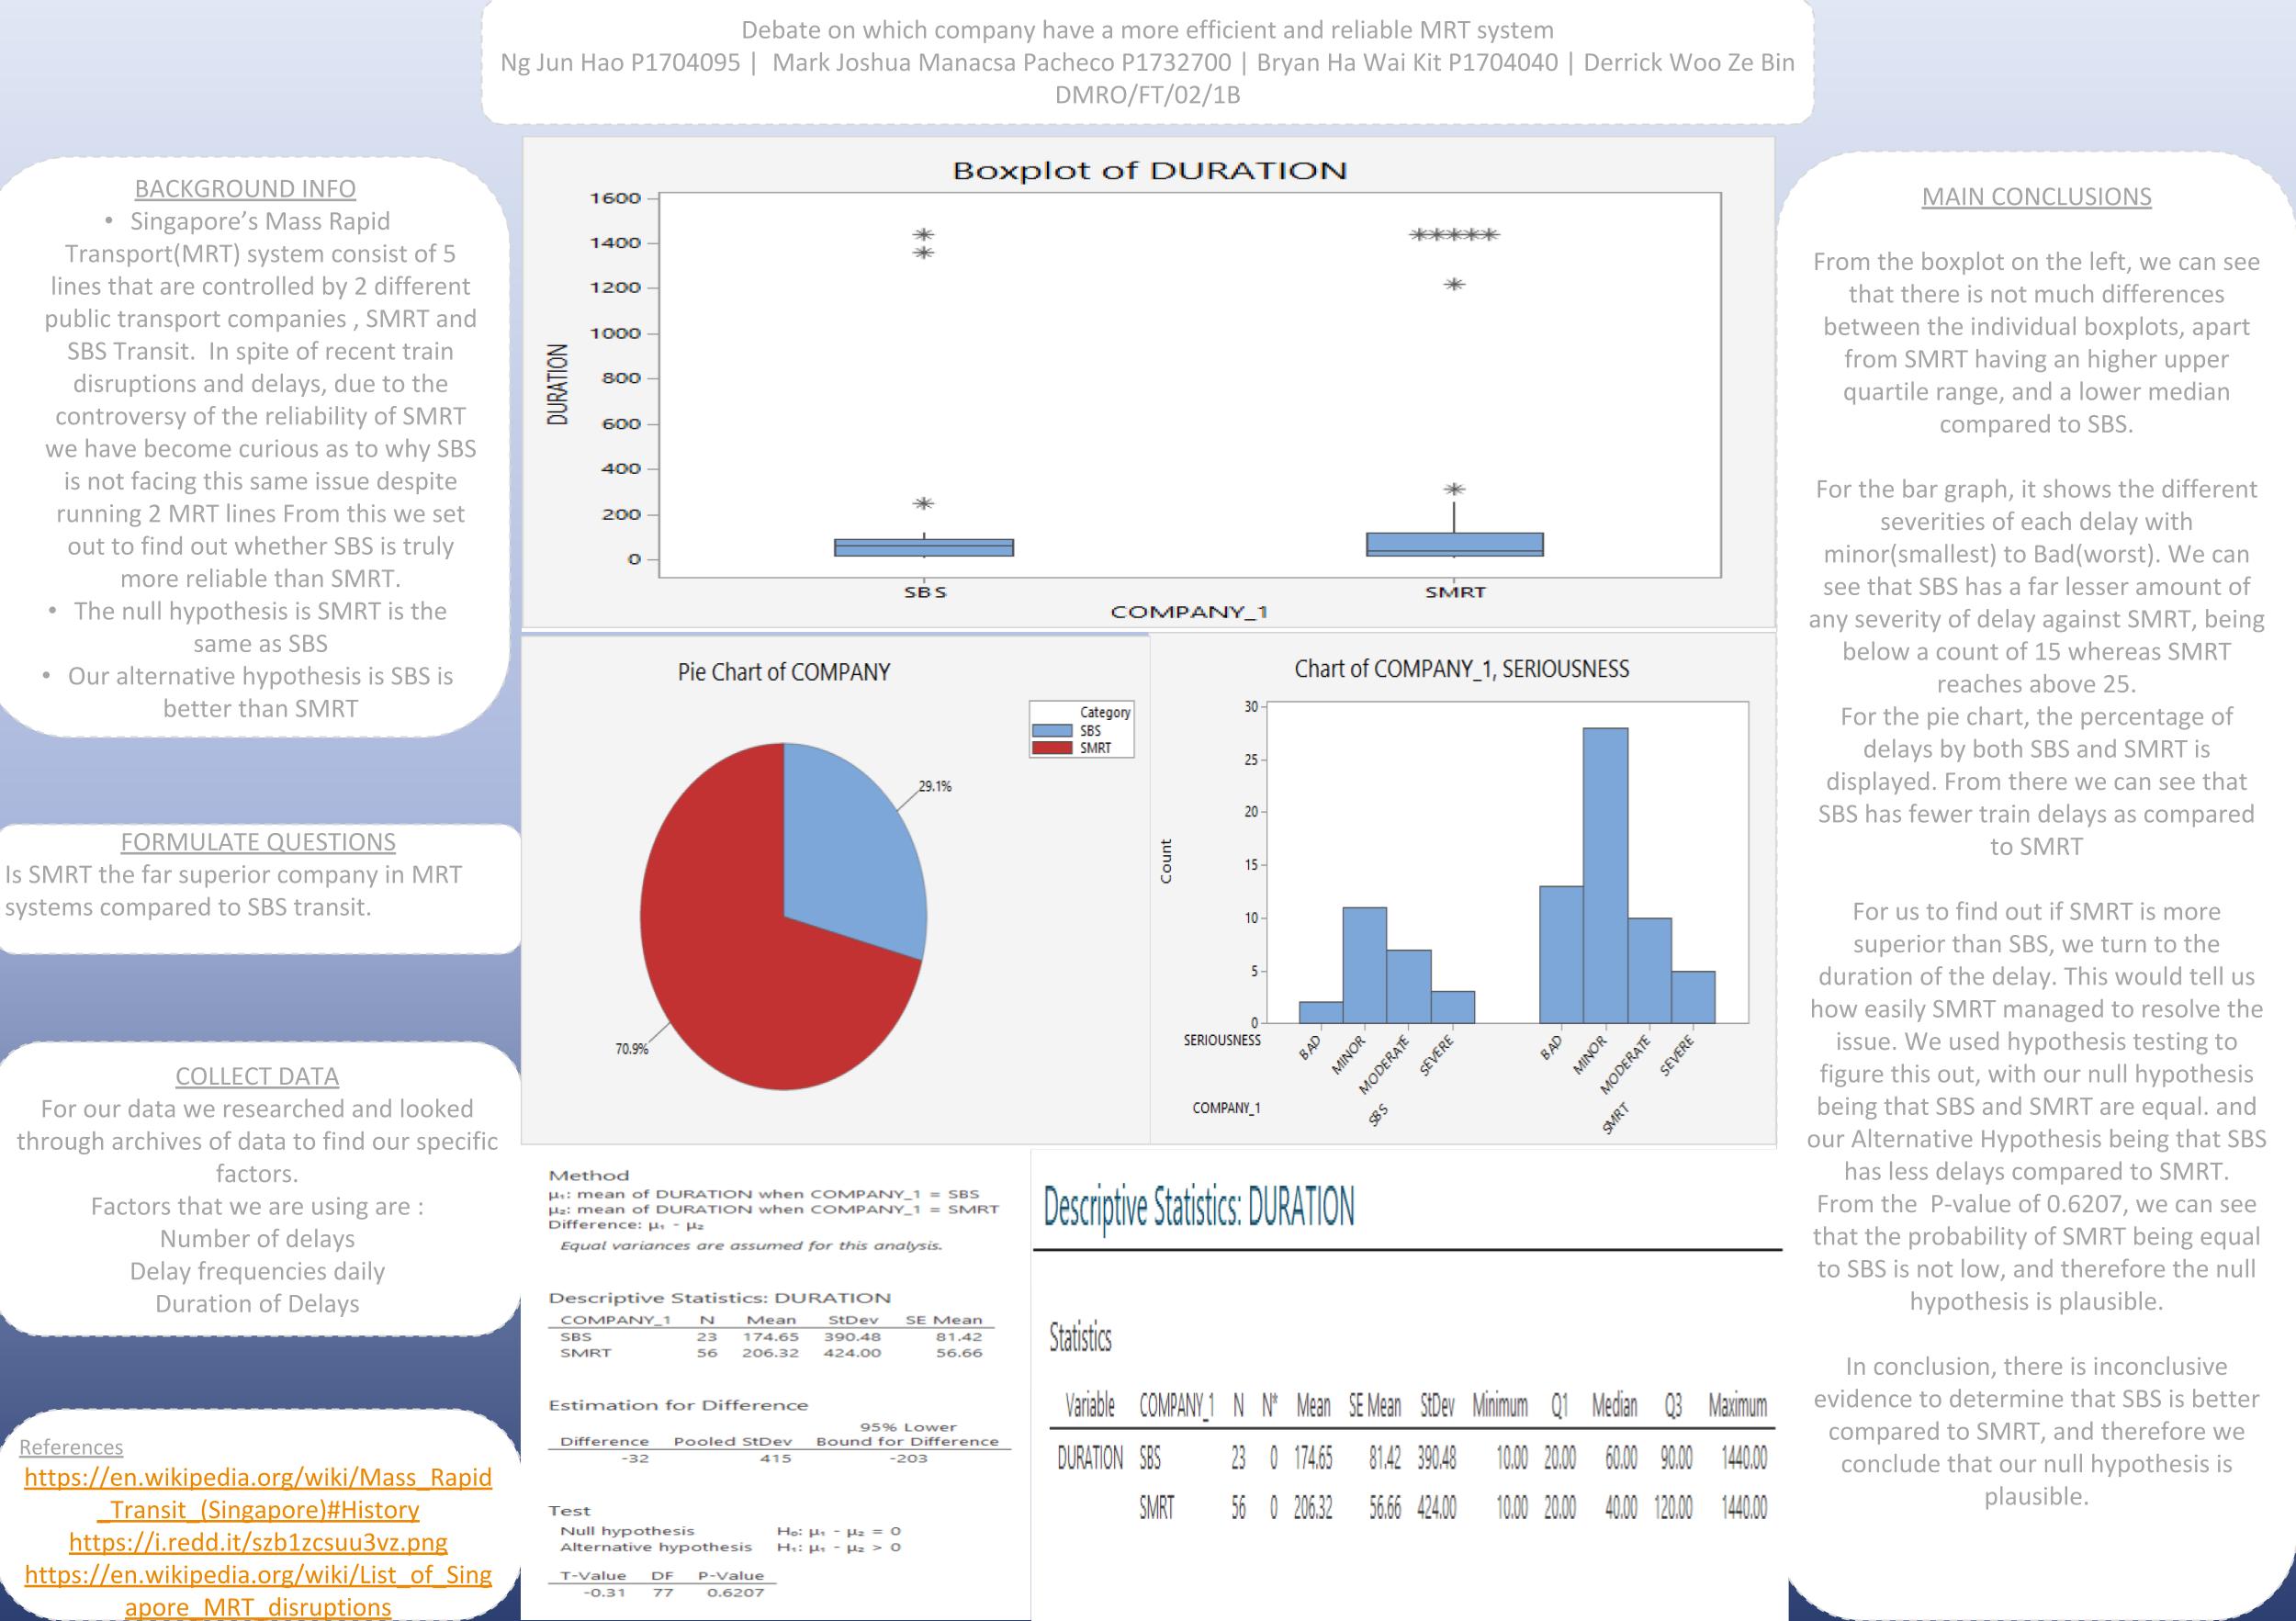 Debate on which company have a more efficient and reliable MRT system
Ng Jun Hao P1704095 | Mark Joshua Manacsa Pacheco P1732700 | Bryan Ha Wai Kit P1704040 | Derrick Woo Ze Bin
DMRO/FT/02/1B
BACKGROUND INFO
• Singapore's Mass Rapid
Transport(MRT) system consist of 5
lines that are controlled by 2 different
public transport companies , SMRT and
SBS Transit. In spite of recent train
disruptions and delays, due to the
controversy of the reliability of SMRT
we have become curious as to why SBS
is not facing this same issue despite
running 2 MRT lines From this we set
out to find out whether SBS is truly
more reliable than SMRT.
• The null hypothesis is SMRT is the
same as SBS
• Our alternative hypothesis is SBS is
better than SMRT
FORMULATE QUESTIONS
Is SMRT the far superior company in MRT
systems compared to SBS transit.
COLLECT DATA
For our data we researched and looked
through archives of data to find our specific
factors.
Factors that we are using are :
Number of delays
Delay frequencies daily
Duration of Delays
References
https://en.wikipedia.org/wiki/Mass_Rapid
_Transit_(Singapore)#History
https://i.redd.it/szb1zcsuu3vz.png
https://en.wikipedia.org/wiki/List_of_Sing
apore_MRT_disruptions
Boxplot of DURATION
1600
1400
1200
1000
800
600
400
200
0
DURATION
SBS SMRT
COMPANY_1
Pie Chart of COMPANY
Category
SBS
SMRT
29.1%
70.9%
Chart of COMPANY_1, SERIOUSNESS
30
25
20
15
10
5
0
Count
SERIOUSNESS BAD MINOR MODERATE SEVERE BAD MINOR MODERATE SEVERE
COMPANY_1 SBS SMRT
Method
μ₁: mean of DURATION when COMPANY_1 = SBS
μ₂: mean of DURATION when COMPANY_1 = SMRT
Difference: μ₁ - μ₂
Equal variances are assumed for this analysis.
Descriptive Statistics: DURATION
COMPANY_1 N Mean StDev SE Mean
SBS 23 174.65 390.48 81.42
SMRT 56 206.32 424.00 56.66
Estimation for Difference
95% Lower
Difference Pooled StDev Bound for Difference
-32 415 -203
Test
Null hypothesis H₀: μ₁ - μ₂ = 0
Alternative hypothesis H₁: μ₁ - μ₂ > 0
T-Value DF P-Value
-0.31 77 0.6207
Descriptive Statistics: DURATION
Statistics
Variable COMPANY_1 N N* Mean SE Mean StDev Minimum Q1 Median Q3 Maximum
DURATION SBS 23 0 174.65 81.42 390.48 10.00 20.00 60.00 90.00 1440.00
SMRT 56 0 206.32 56.66 424.00 10.00 20.00 40.00 120.00 1440.00
MAIN CONCLUSIONS
From the boxplot on the left, we can see
that there is not much differences
between the individual boxplots, apart
from SMRT having an higher upper
quartile range, and a lower median
compared to SBS.
For the bar graph, it shows the different
severities of each delay with
minor(smallest) to Bad(worst). We can
see that SBS has a far lesser amount of
any severity of delay against SMRT, being
below a count of 15 whereas SMRT
reaches above 25.
For the pie chart, the percentage of
delays by both SBS and SMRT is
displayed. From there we can see that
SBS has fewer train delays as compared
to SMRT
For us to find out if SMRT is more
superior than SBS, we turn to the
duration of the delay. This would tell us
how easily SMRT managed to resolve the
issue. We used hypothesis testing to
figure this out, with our null hypothesis
being that SBS and SMRT are equal. and
our Alternative Hypothesis being that SBS
has less delays compared to SMRT.
From the P-value of 0.6207, we can see
that the probability of SMRT being equal
to SBS is not low, and therefore the null
hypothesis is plausible.
In conclusion, there is inconclusive
evidence to determine that SBS is better
compared to SMRT, and therefore we
conclude that our null hypothesis is
plausible.